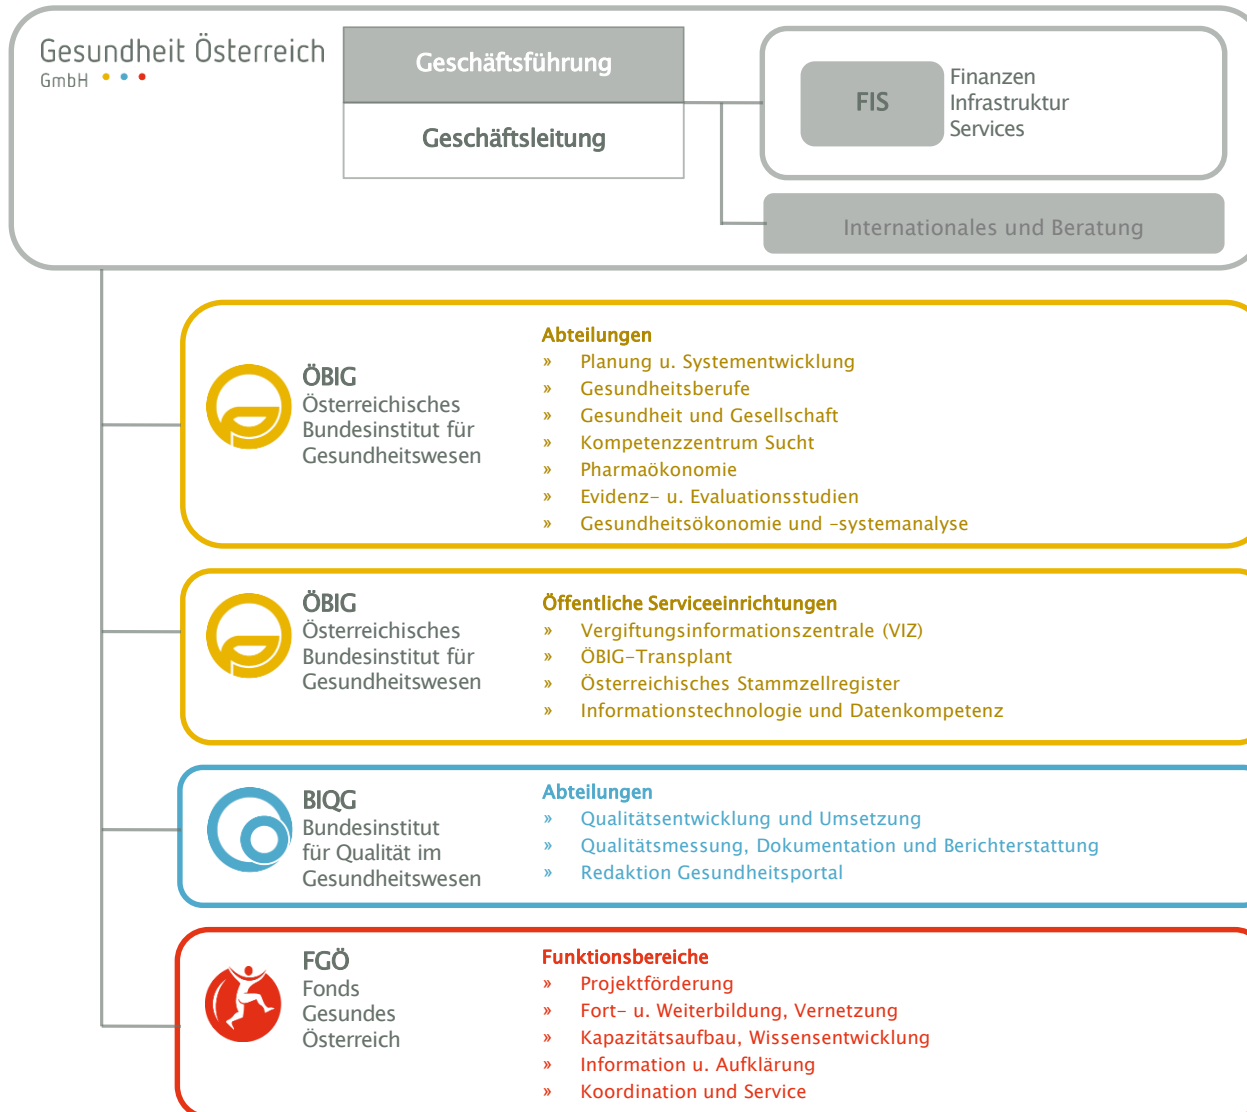 Gesundheit Österreich
GmbH
Geschäftsführung
Geschäftsleitung
FIS
Finanzen
Infrastruktur
Services
Internationales und Beratung
ÖBIG
Österreichisches
Bundesinstitut für
Gesundheitswesen
Abteilungen
» Planung u. Systementwicklung
» Gesundheitsberufe
» Gesundheit und Gesellschaft
» Kompetenzzentrum Sucht
» Pharmaökonomie
» Evidenz- u. Evaluationsstudien
» Gesundheitsökonomie und -systemanalyse
ÖBIG
Österreichisches
Bundesinstitut für
Gesundheitswesen
Öffentliche Serviceeinrichtungen
» Vergiftungsinformationszentrale (VIZ)
» ÖBIG-Transplant
» Österreichisches Stammzellregister
» Informationstechnologie und Datenkompetenz
BIQG
Bundesinstitut
für Qualität im
Gesundheitswesen
Abteilungen
» Qualitätsentwicklung und Umsetzung
» Qualitätsmessung, Dokumentation und Berichterstattung
» Redaktion Gesundheitsportal
FGÖ
Fonds
Gesundes
Österreich
Funktionsbereiche
» Projektförderung
» Fort- u. Weiterbildung, Vernetzung
» Kapazitätsaufbau, Wissensentwicklung
» Information u. Aufklärung
» Koordination und Service